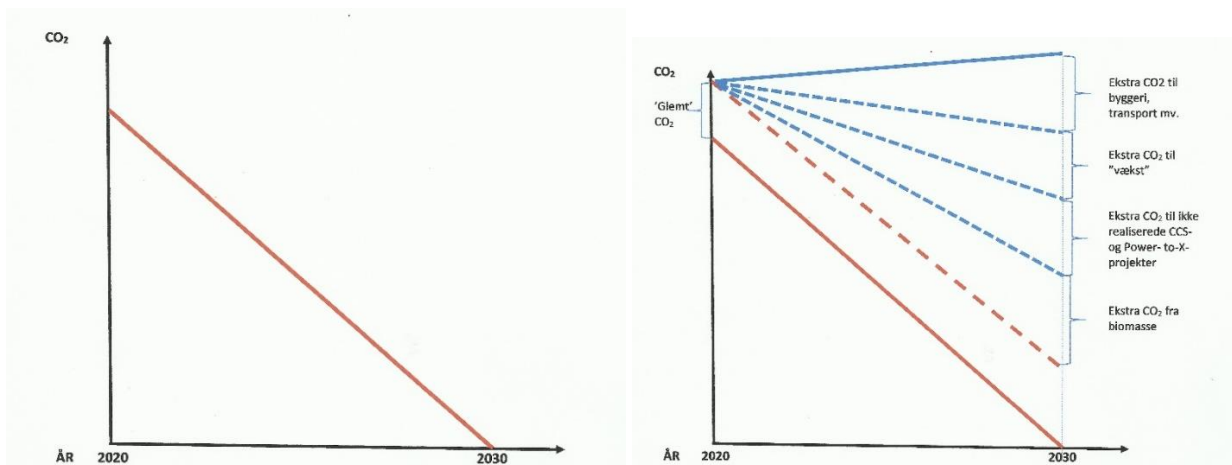 CO₂
ÅR
2020
2030
CO₂
'Glemt'
CO₂
Ekstra CO2 til
byggeri,
transport mv.
Ekstra CO₂ til
"vækst"
Ekstra CO₂ til ikke
realiserede CCS-
og Power- to-X-
projekter
Ekstra CO₂ fra
biomasse
ÅR
2020
2030